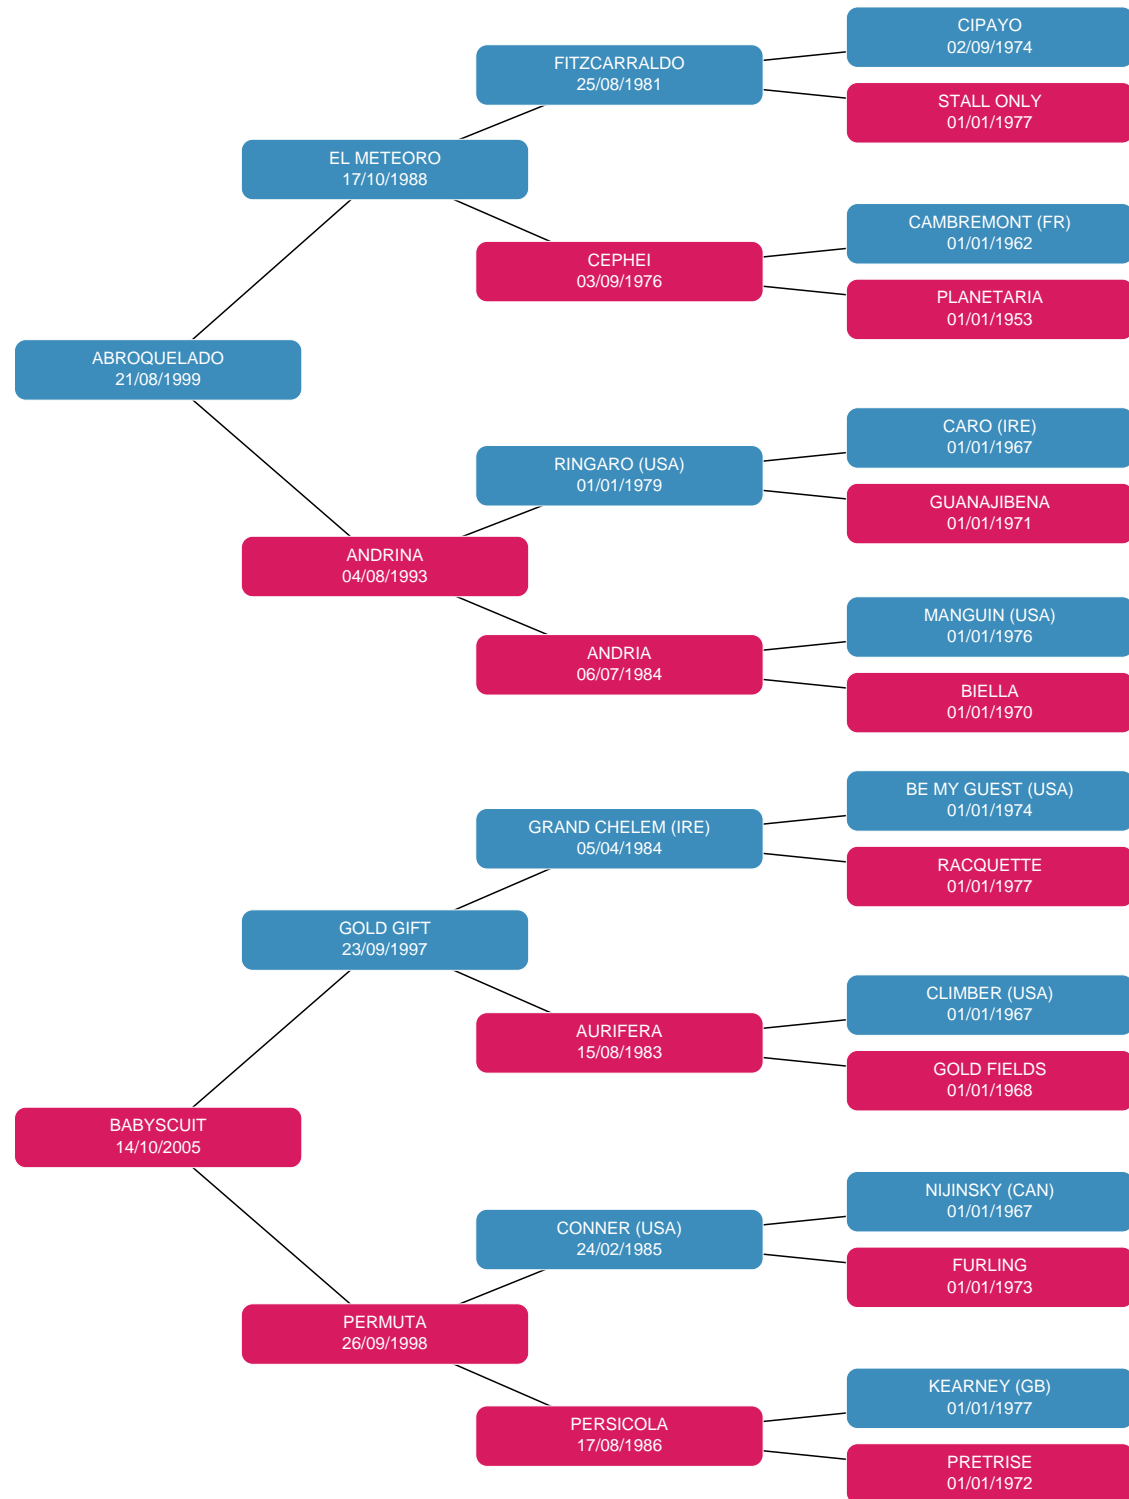 CIPAYO
02/09/1974
FITZCARRALDO
25/08/1981
STALL ONLY
01/01/1977
EL METEORO
17/10/1988
CAMBREMONT (FR)
01/01/1962
CEPHEI
03/09/1976
PLANETARIA
01/01/1953
ABROQUELADO
21/08/1999
CARO (IRE)
01/01/1967
RINGARO (USA)
01/01/1979
GUANAJIBENA
01/01/1971
ANDRINA
04/08/1993
MANGUIN (USA)
01/01/1976
ANDRIA
06/07/1984
BIELLA
01/01/1970
BE MY GUEST (USA)
01/01/1974
GRAND CHELEM (IRE)
05/04/1984
RACQUETTE
01/01/1977
GOLD GIFT
23/09/1997
CLIMBER (USA)
01/01/1967
AURIFERA
15/08/1983
GOLD FIELDS
01/01/1968
BABYSCUIT
14/10/2005
NIJINSKY (CAN)
01/01/1967
CONNER (USA)
24/02/1985
FURLING
01/01/1973
PERMUTA
26/09/1998
KEARNEY (GB)
01/01/1977
PERSICOLA
17/08/1986
PRETRISE
01/01/1972